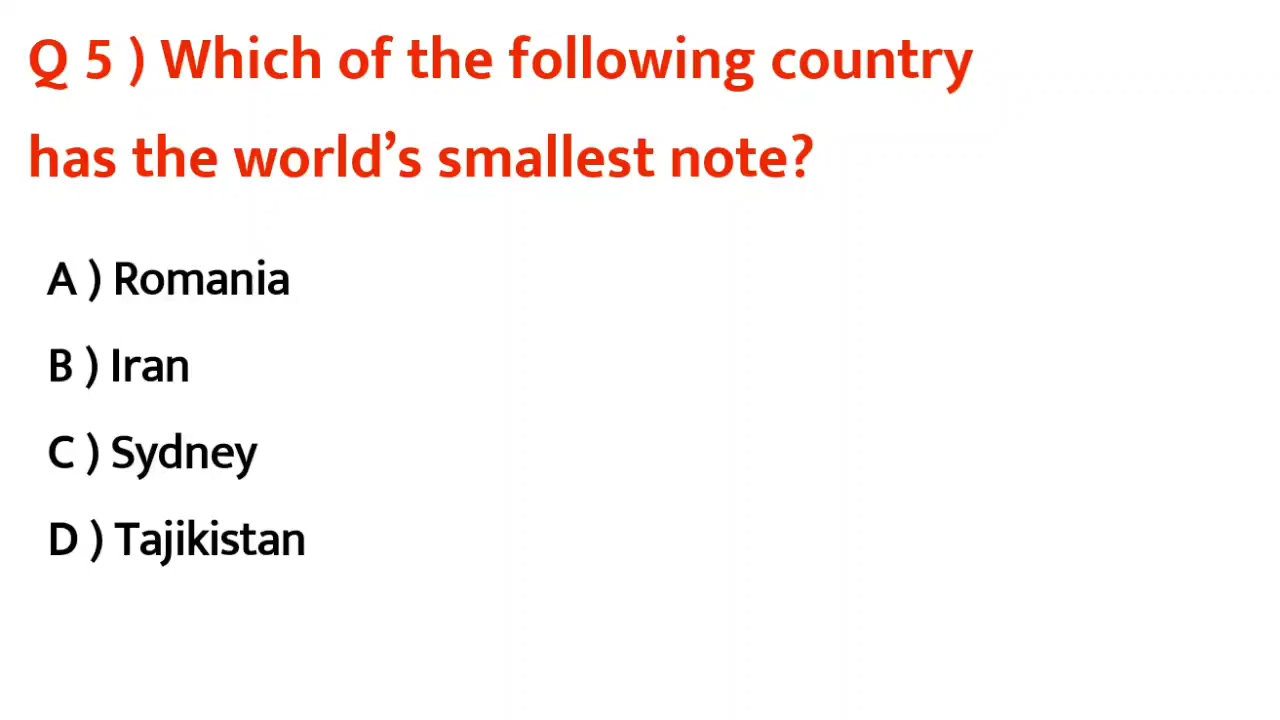 Q 5 ) Which of the following country
has the world’s smallest note?
A ) Romania
B ) Iran
C ) Sydney
D ) Tajikistan